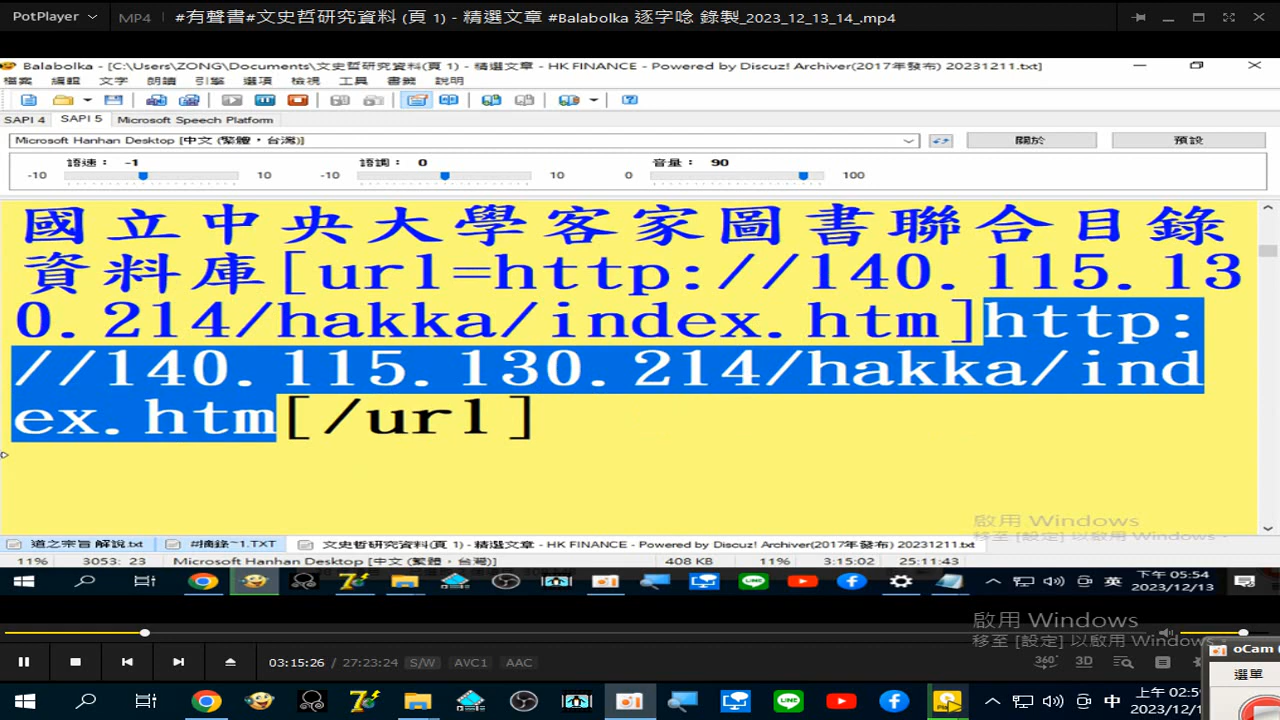 PotPlayer MP4 #有聲書#文史哲研究資料 (頁 1) - 精選文章 #Balabolka 逐字唸 錄製_2023_12_13_14_.mp4
Balabolka - [C:\Users\ZONG\Documents\文史哲研究資料(頁 1) - 精選文章 - HK FINANCE - Powered by Discuz! Archiver(2017年發布) 20231211.txt]
檔案 編輯 文字 朗讀 引擎 選項 檢視 工具 書籤 說明
SAPI 4 SAPI 5 Microsoft Speech Platform
Microsoft Hanhan Desktop [中文 (繁體，台灣)] 關於 預設
語速： -1 語調： 0 音量： 90
-10 10 -10 10 0 100
國立中央大學客家圖書聯合目錄
資料庫[url=http://140.115.13
0.214/hakka/index.htm]http:
//140.115.130.214/hakka/ind
ex.htm[/url]
啟用 Windows
移至 [設定] 以啟用 Windows。
道之宗旨 解說.txt #摘錄~1.TXT 文史哲研究資料(頁 1) - 精選文章 - HK FINANCE - Powered by Discuz! Archiver(2017年發布) 20231211.txt
11% 3053: 23 Microsoft Hanhan Desktop [中文 (繁體，台灣)] 408 KB 11% 3:15:02 25:11:43
英 下午 05:54
2023/12/13
啟用 Windows
移至 [設定] 以啟用 Windows。
oCam
03:15:26 / 27:23:24 S/W AVC1 AAC 360° 3D
選單
中 上午 02:5
2023/12/1